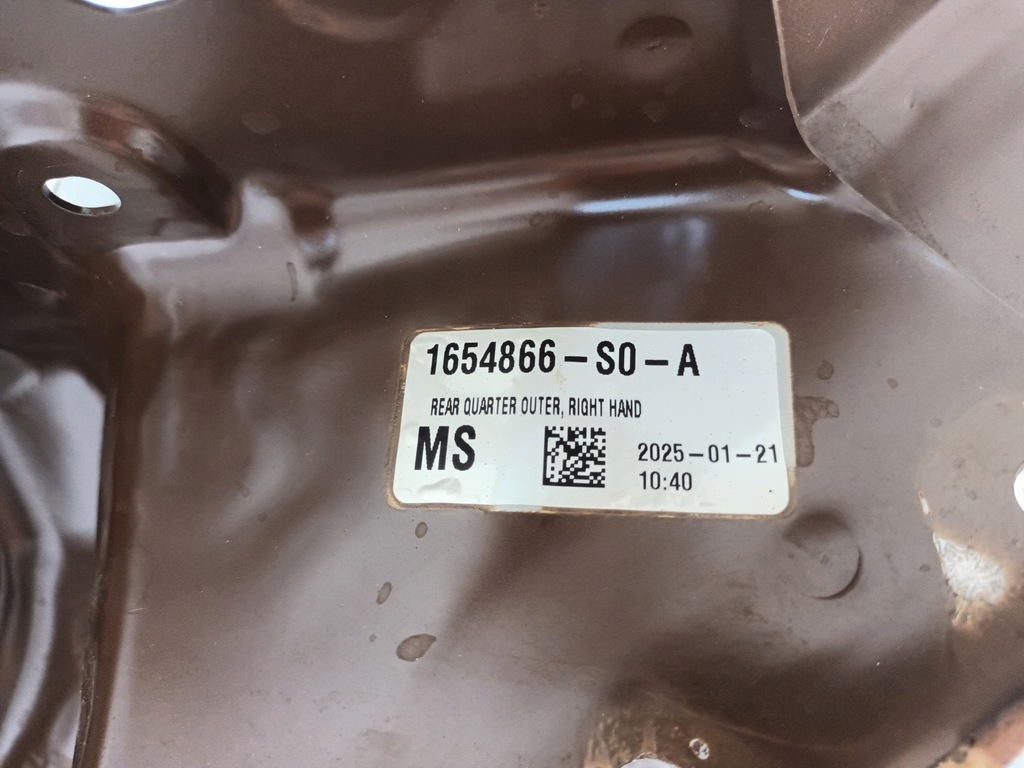 1654866-S0-A
REAR QUARTER OUTER, RIGHT HAND
MS
2025-01-21
10:40